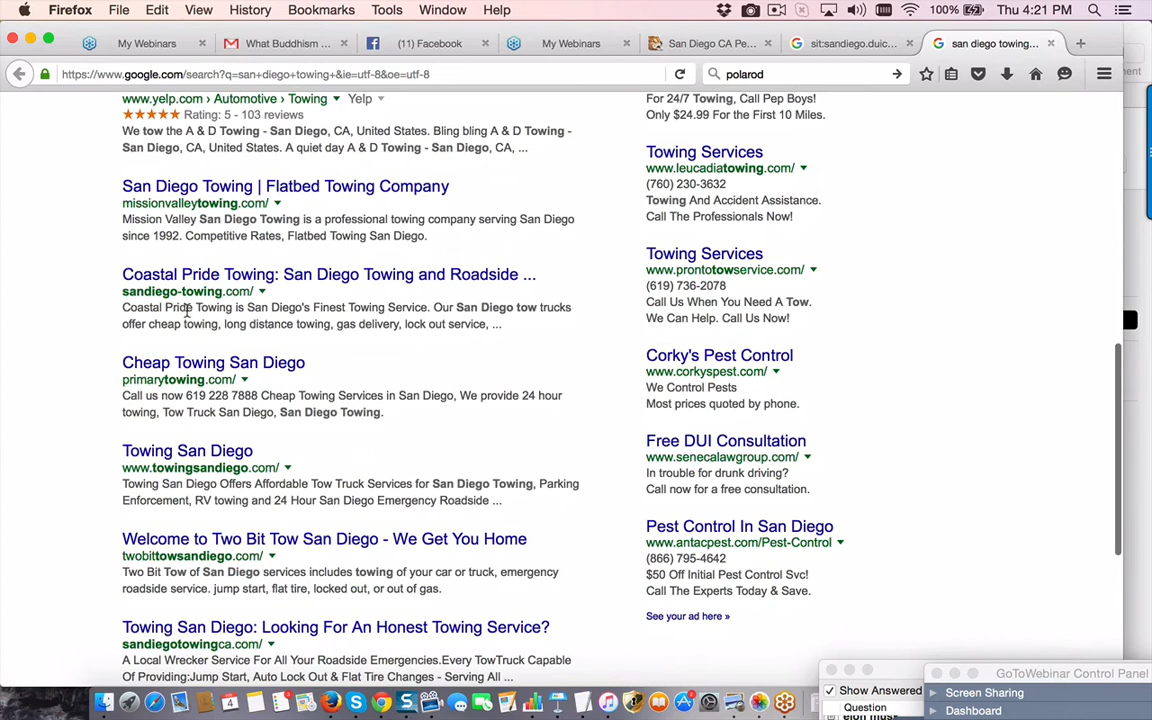 Firefox File Edit View History Bookmarks Tools Window Help 100% Thu 4:21 PM
My Webinars What Buddhism ... (11) Facebook My Webinars San Diego CA Pe... sit:sandiego.duic... san diego towing...
https://www.google.com/search?q=san+diego+towing+&ie=utf-8&oe=utf-8 polarod
www.yelp.com › Automotive › Towing Yelp
Rating: 5 - 103 reviews
We tow the A & D Towing - San Diego, CA, United States. Bling bling A & D Towing -
San Diego, CA, United States. A quiet day A & D Towing - San Diego, CA, ...
San Diego Towing | Flatbed Towing Company
missionvalleytowing.com/
Mission Valley San Diego Towing is a professional towing company serving San Diego
since 1992. Competitive Rates, Flatbed Towing San Diego.
Coastal Pride Towing: San Diego Towing and Roadside ...
sandiego-towing.com/
Coastal Pride Towing is San Diego's Finest Towing Service. Our San Diego tow trucks
offer cheap towing, long distance towing, gas delivery, lock out service, ...
Cheap Towing San Diego
primarytowing.com/
Call us now 619 228 7888 Cheap Towing Services in San Diego, We provide 24 hour
towing, Tow Truck San Diego, San Diego Towing.
Towing San Diego
www.towingsandiego.com/
Towing San Diego Offers Affordable Tow Truck Services for San Diego Towing, Parking
Enforcement, RV towing and 24 Hour San Diego Emergency Roadside ...
Welcome to Two Bit Tow San Diego - We Get You Home
twobittowsandiego.com/
Two Bit Tow of San Diego services includes towing of your car or truck, emergency
roadside service. jump start, flat tire, locked out, or out of gas.
Towing San Diego: Looking For An Honest Towing Service?
sandiegotowingca.com/
A Local Wrecker Service For All Your Roadside Emergencies.Every TowTruck Capable
Of Providing:Jump Start, Auto Lock Out & Flat Tire Changes - Serving All ...
For 24/7 Towing, Call Pep Boys!
Only $24.99 For the First 10 Miles.
Towing Services
www.leucadiatowing.com/
(760) 230-3632
Towing And Accident Assistance.
Call The Professionals Now!
Towing Services
www.prontotowservice.com/
(619) 736-2078
Call Us When You Need A Tow.
We Can Help. Call Us Now!
Corky's Pest Control
www.corkyspest.com/
We Control Pests
Most prices quoted by phone.
Free DUI Consultation
www.senecalawgroup.com/
In trouble for drunk driving?
Call now for a free consultation.
Pest Control In San Diego
www.antacpest.com/Pest-Control
(866) 795-4642
$50 Off Initial Pest Control Svc!
Call The Experts Today & Save.
See your ad here »
GoToWebinar Control Panel
Show Answered Screen Sharing
Question Dashboard